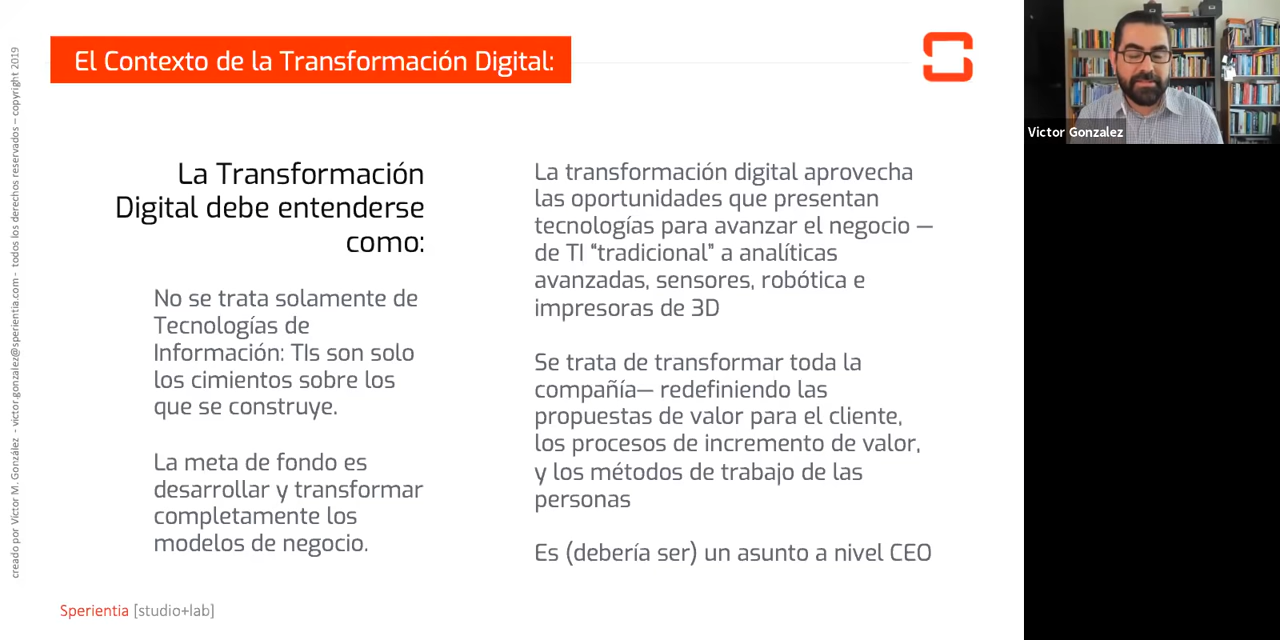 El Contexto de la Transformación Digital:
La Transformación
Digital debe entenderse
como:
No se trata solamente de
Tecnologías de
Información: TIs son solo
los cimientos sobre los
que se construye.
La meta de fondo es
desarrollar y transformar
completamente los
modelos de negocio.
La transformación digital aprovecha
las oportunidades que presentan
tecnologías para avanzar el negocio —
de TI “tradicional” a analíticas
avanzadas, sensores, robótica e
impresoras de 3D
Se trata de transformar toda la
compañía— redefiniendo las
propuestas de valor para el cliente,
los procesos de incremento de valor,
y los métodos de trabajo de las
personas
Es (debería ser) un asunto a nivel CEO
Sperientia [studio+lab]
creado por Víctor M. González - victor.gonzalez@sperientia.com - todos los derechos reservados – copyright 2019
Victor Gonzalez